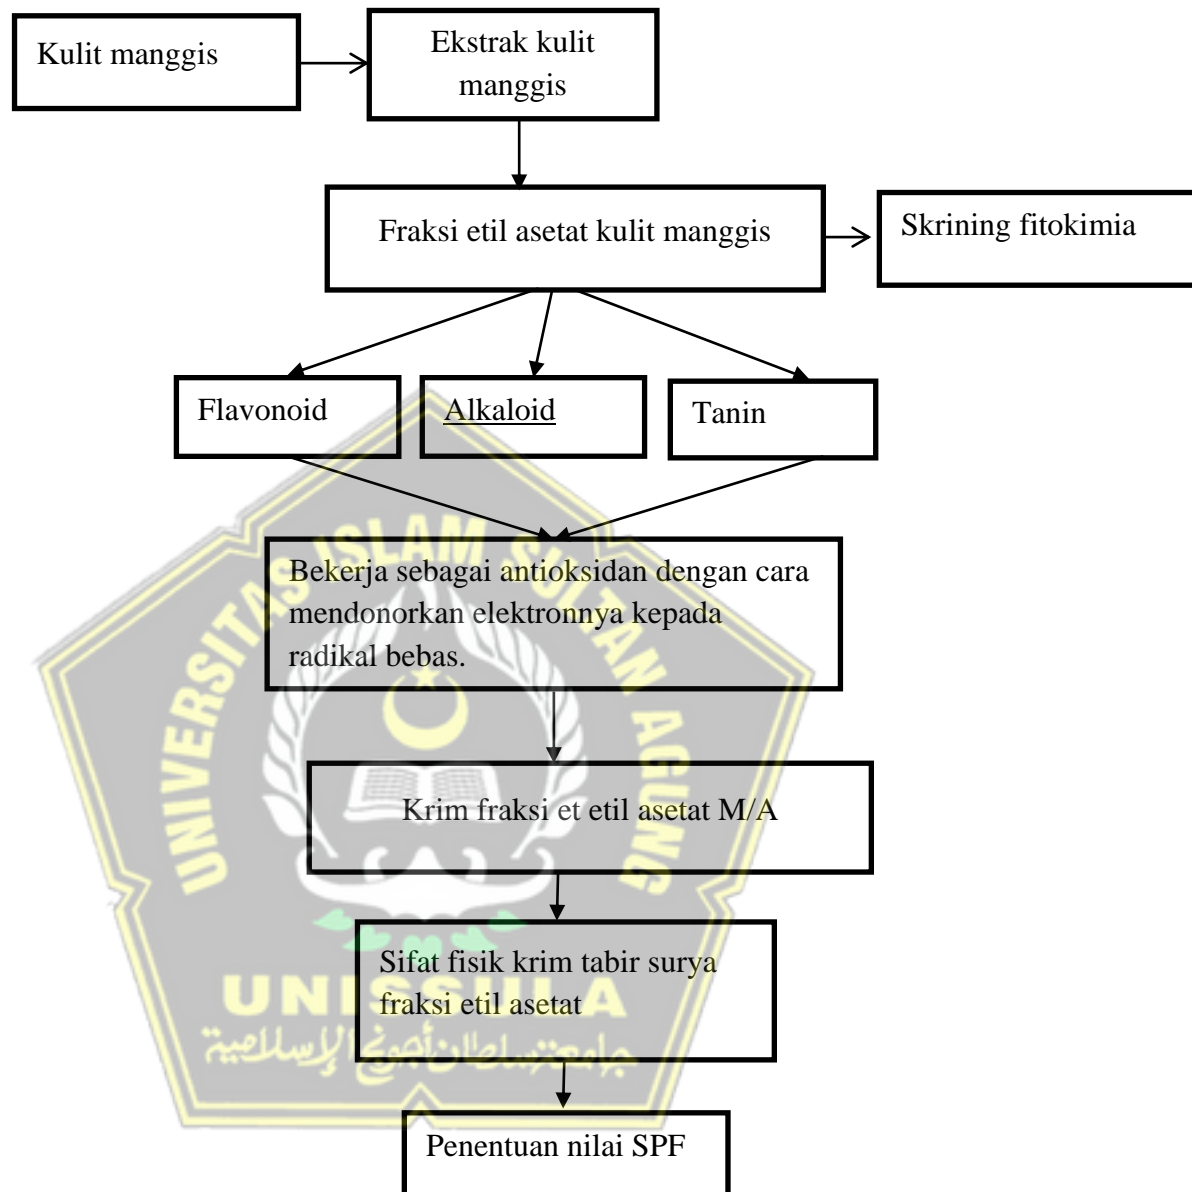 Kulit manggis
Ekstrak kulit
manggis
Fraksi etil asetat kulit manggis
Skrining fitokimia
Flavonoid
Alkaloid
Tanin
Bekerja sebagai antioksidan dengan cara
mendonorkan elektronnya kepada
radikal bebas.
Krim fraksi et etil asetat M/A
Sifat fisik krim tabir surya
fraksi etil asetat
Penentuan nilai SPF
UNIVERSITAS ISLAM SULTAN AGUNG
UNISSULA
جامعة سلطان أجونج الإسلامية